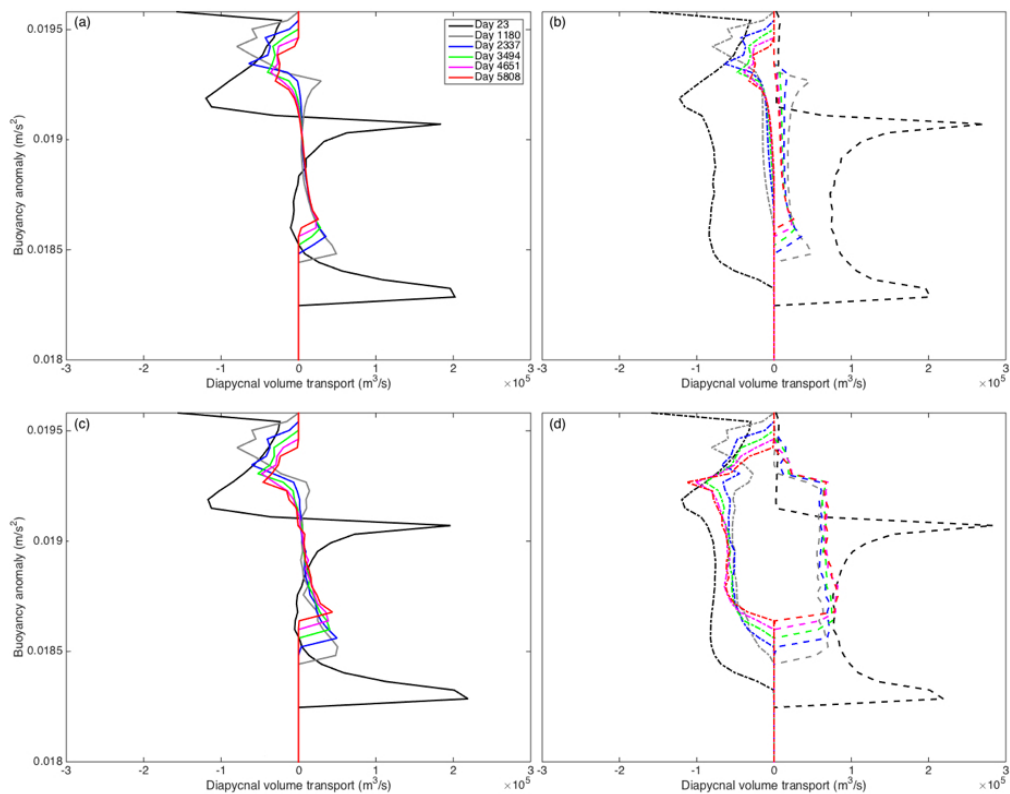 (a)
Day 23
Day 1180
Day 2337
Day 3494
Day 4651
Day 5808
0.0195
0.019
0.0185
0.018
Buoyancy anomaly (m/s²)
-3 -2 -1 0 1 2 3
Diapycnal volume transport (m³/s)
×10⁵
(b)
-3 -2 -1 0 1 2 3
Diapycnal volume transport (m³/s)
×10⁵
(c)
0.0195
0.019
0.0185
0.018
Buoyancy anomaly (m/s²)
-3 -2 -1 0 1 2 3
Diapycnal volume transport (m³/s)
×10⁵
(d)
-3 -2 -1 0 1 2 3
Diapycnal volume transport (m³/s)
×10⁵